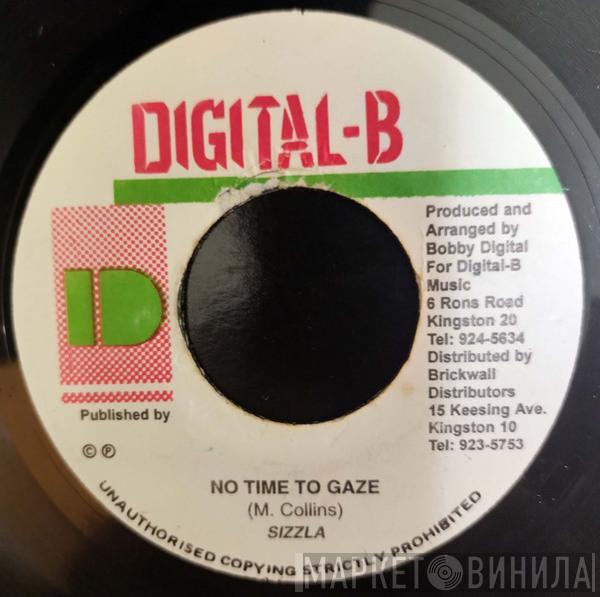 DIGITAL-B
D
Produced and
Arranged by
Bobby Digital
For Digital-B
Music
6 Rons Road
Kingston 20
Tel: 924-5634
Distributed by
Brickwall
Distributors
15 Keesing Ave.
Kingston 10
Tel: 923-5753
Published by
© ℗
NO TIME TO GAZE
(M. Collins)
SIZZLA
UNAUTHORISED COPYING STRICTLY PROHIBITED
МАРКЕТ ВИНИЛА